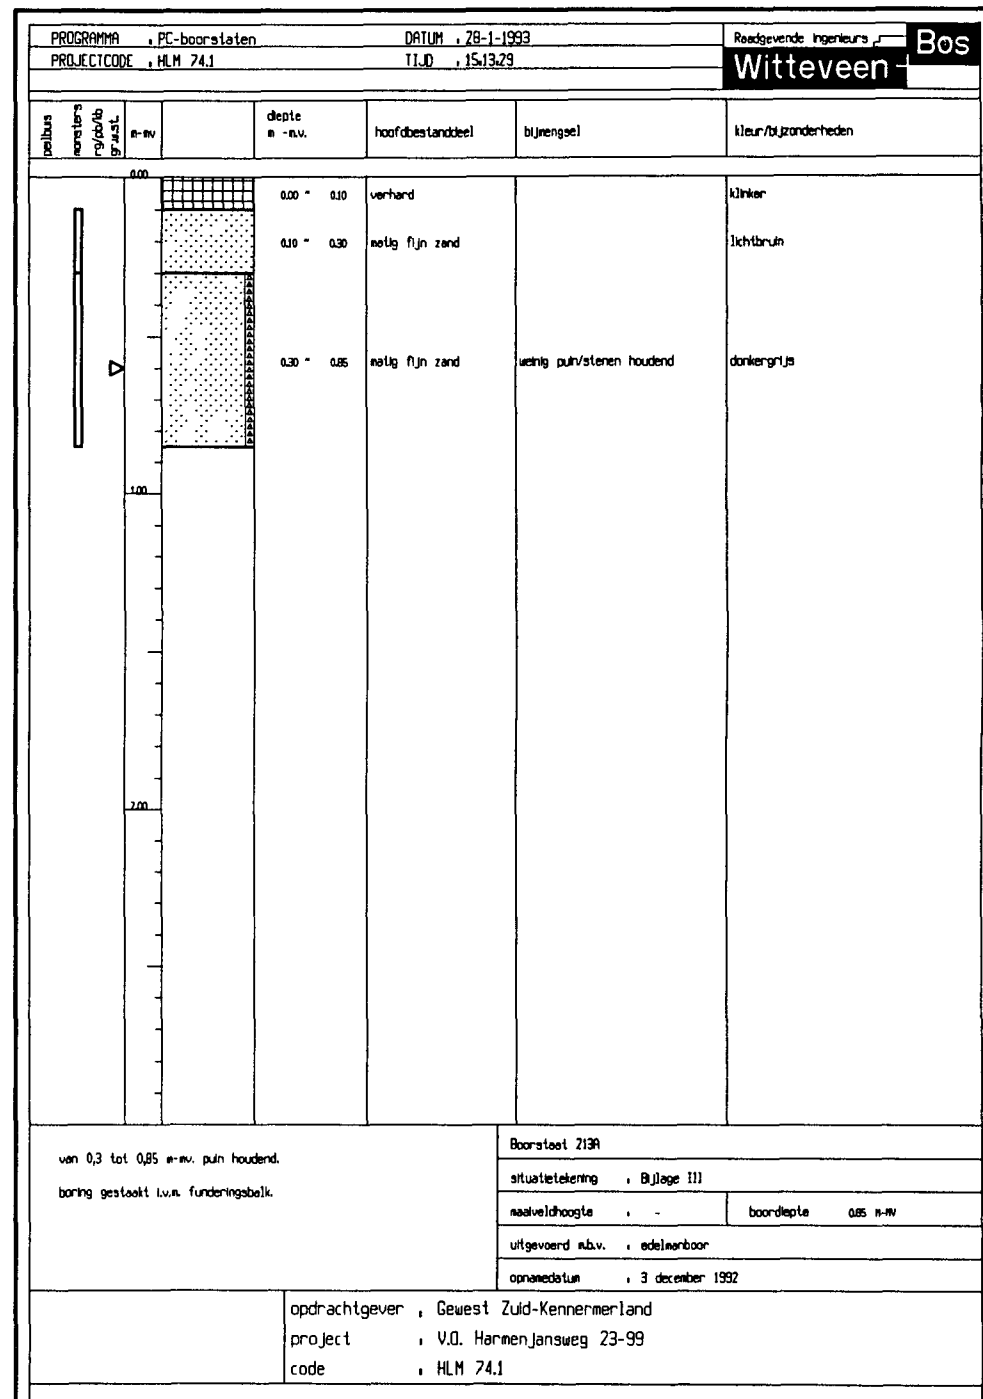 PROGRAMMA : PC-boorstaten DATUM : 28-1-1993
PROJECTCODE : HLM 74.1 TIJD : 15:13:29
Raadgevende Ingenieurs
Witteveen + Bos
peilbuis
monsters
rg/pb/kb
gr.w.st.
m-mv
diepte
m -m.v.
hoofdbestanddeel
bijmengsel
kleur/bijzonderheden
0.00
0.00 - 0.10 verhard klinker
0.10 - 0.30 matig fijn zand lichtbruin
0.30 - 0.85 matig fijn zand weinig puin/stenen houdend donkergrijs
1.00
2.00
van 0,3 tot 0,85 m-mv. puin houdend.
boring gestaakt i.v.m. funderingsbalk.
Boorstaat 213A
situatietekening : Bijlage III
maaiveldhoogte : - boordiepte 0.85 m-MV
uitgevoerd m.b.v. : edelmanboor
opnamedatum : 3 december 1992
opdrachtgever : Gewest Zuid-Kennermerland
project : V.O. Harmenjansweg 23-99
code : HLM 74.1